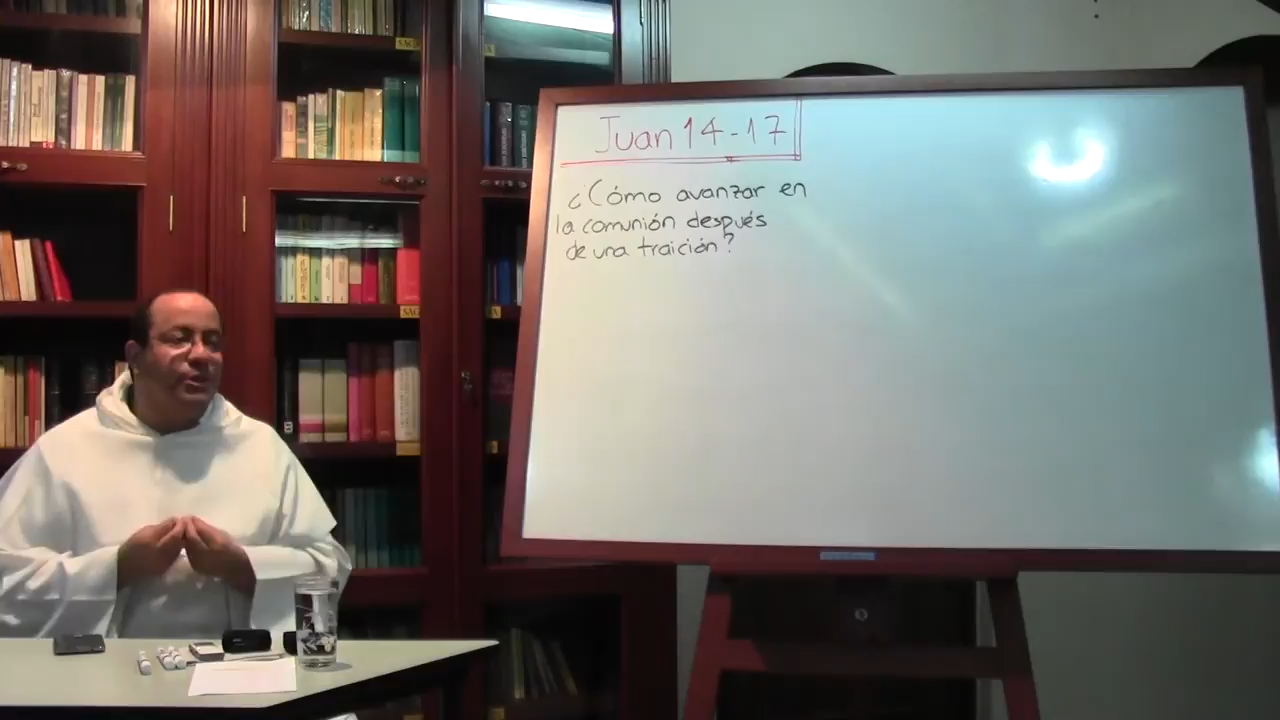 Juan 14-17
¿Cómo avanzar en
la comunión después
de una traición?